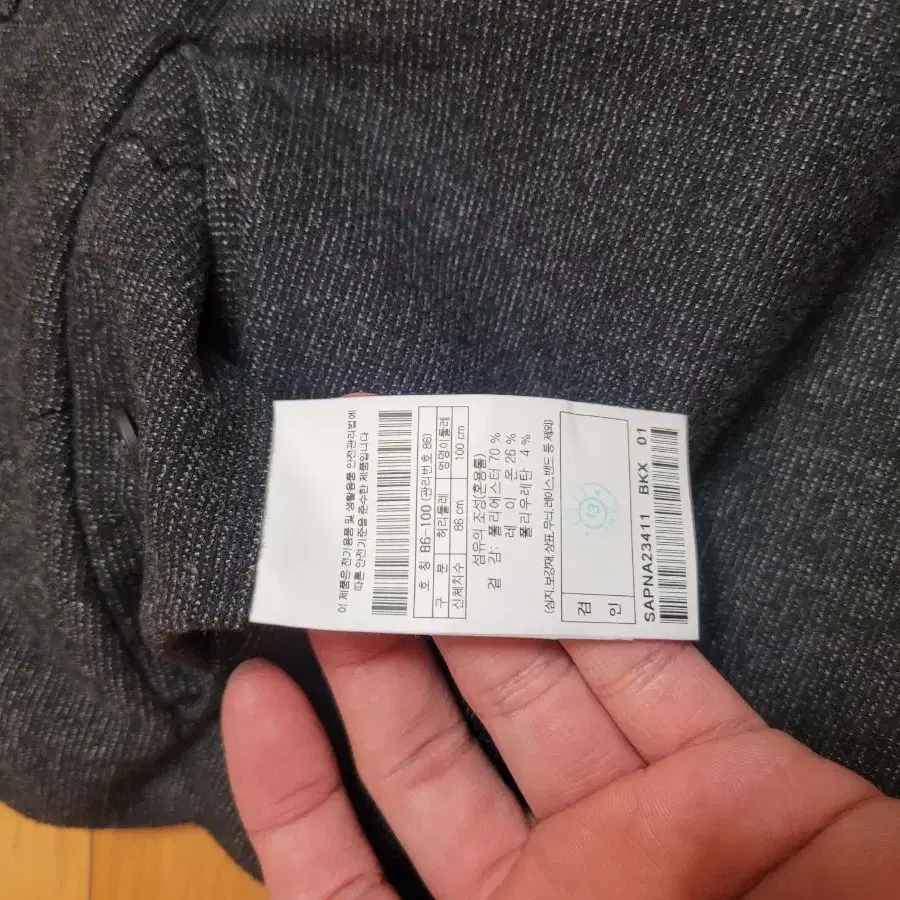 이 제품은 전기용품 및 생활용품 안전관리법에
따른 안전기준을 준수한 제품입니다
호 칭 86-100 (관리번호 86)
구 분 허리둘레 엉덩이둘레
신체치수 86 cm 100 cm
섬유의 조성(혼용률)
겉 감: 폴리에스터 70 %
레 이 온 26 %
폴리우레탄 4 %
(심지,보강재,상표,무늬,레이스밴드 등 제외)
검 인
13
SAPNA23411 BKX 01